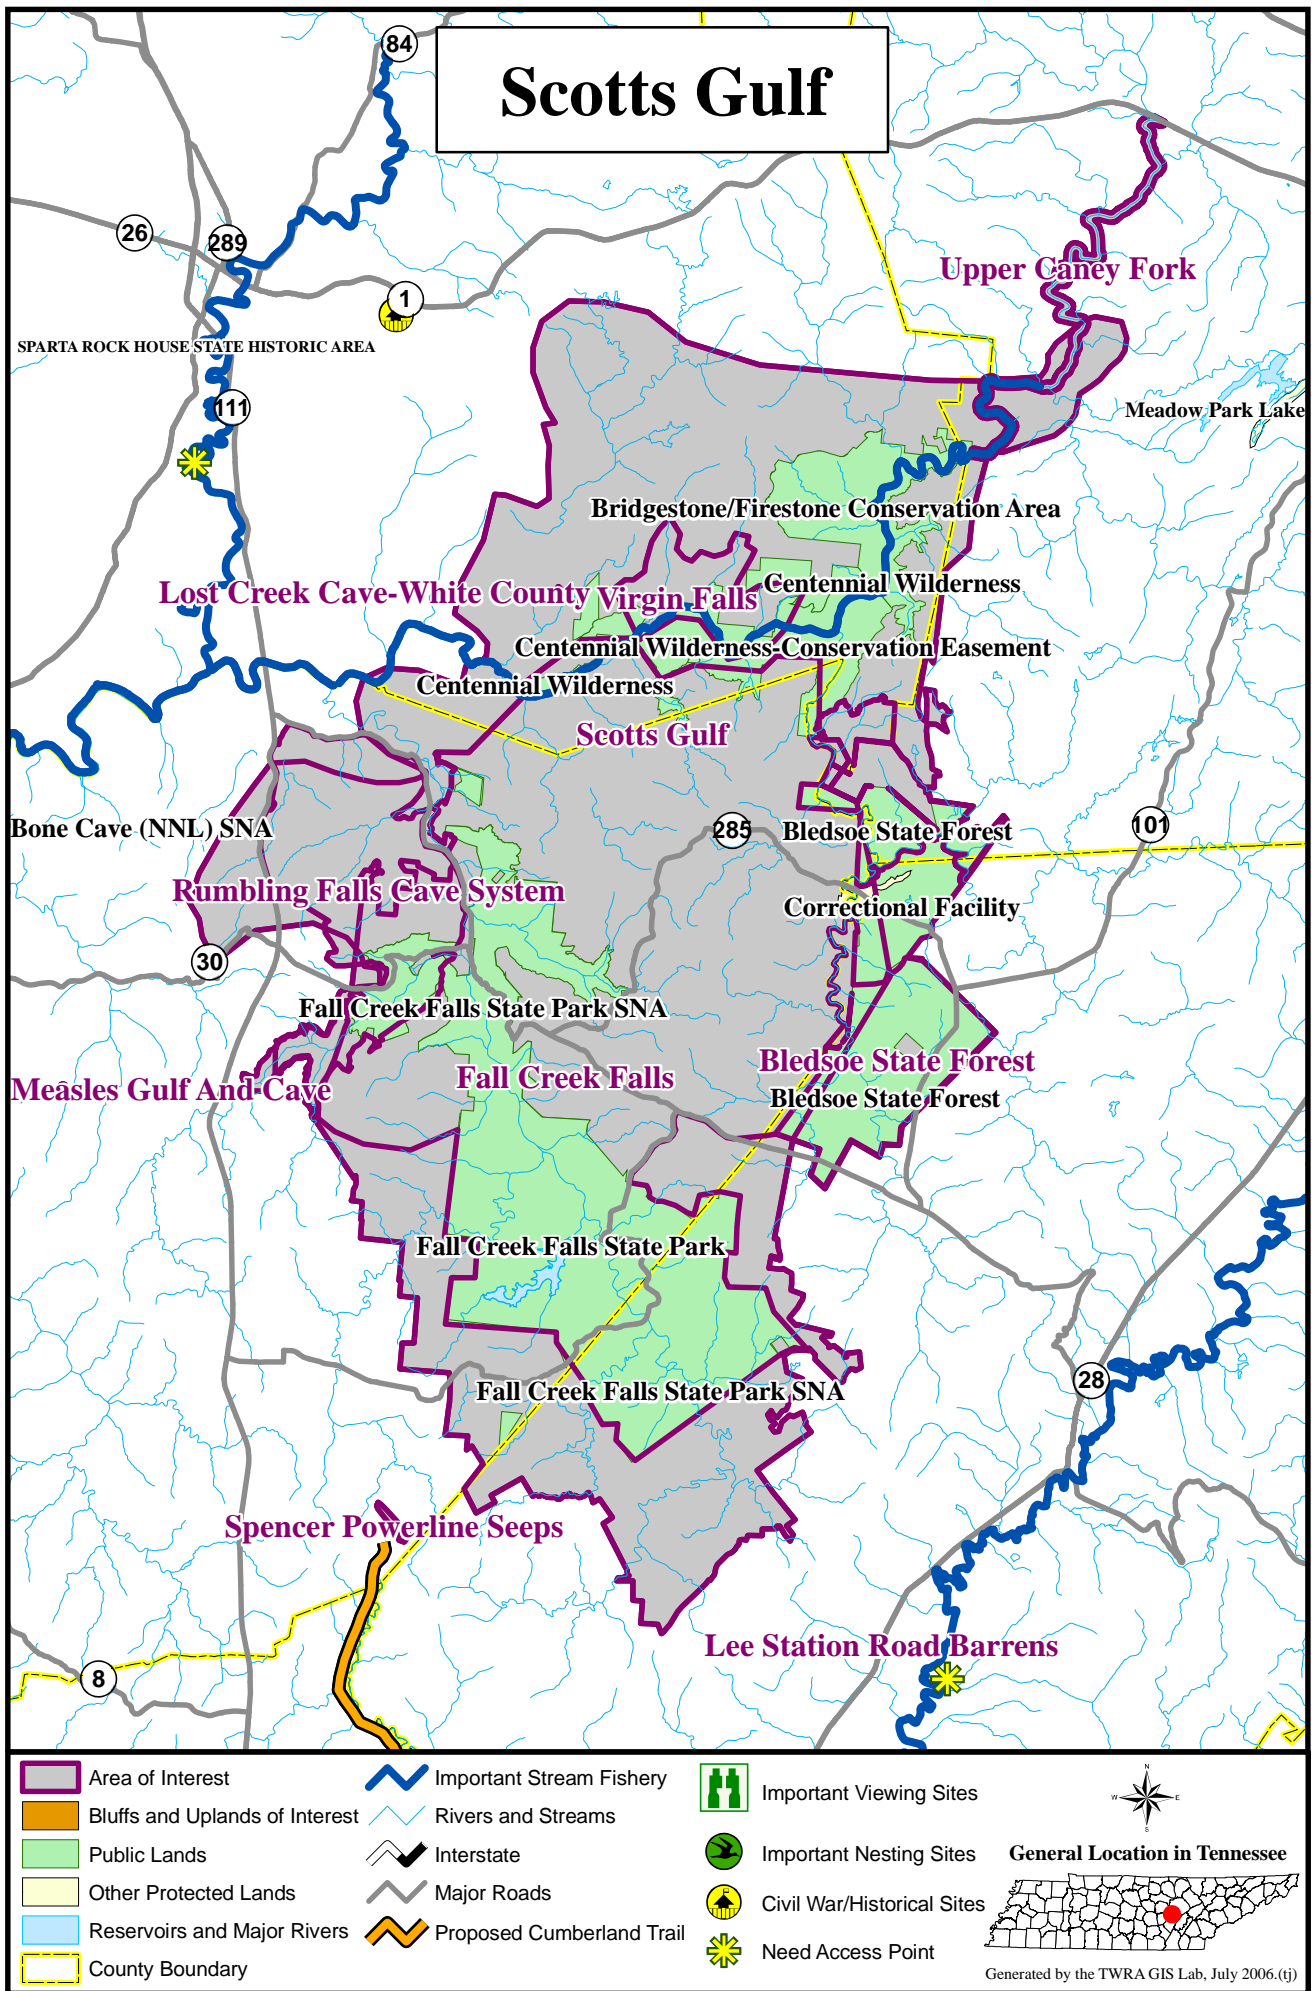 Scotts Gulf
84
26
289
Upper Caney Fork
1
SPARTA ROCK HOUSE STATE HISTORIC AREA
111
Meadow Park Lake
Bridgestone/Firestone Conservation Area
Centennial Wilderness
Lost Creek Cave-White County
Virgin Falls
Centennial Wilderness-Conservation Easement
Centennial Wilderness
Scotts Gulf
Bone Cave (NNL) SNA
285
Bledsoe State Forest
101
Rumbling Falls Cave System
Correctional Facility
30
Fall Creek Falls State Park SNA
Measles Gulf And Cave
Fall Creek Falls
Bledsoe State Forest
Bledsoe State Forest
Fall Creek Falls State Park
Fall Creek Falls State Park SNA
28
Spencer Powerline Seeps
Lee Station Road Barrens
8
Area of Interest
Bluffs and Uplands of Interest
Public Lands
Other Protected Lands
Reservoirs and Major Rivers
County Boundary
Important Stream Fishery
Rivers and Streams
Interstate
Major Roads
Proposed Cumberland Trail
Important Viewing Sites
Important Nesting Sites
Civil War/Historical Sites
Need Access Point
N
W E
S
General Location in Tennessee
Generated by the TWRA GIS Lab, July 2006.(tj)